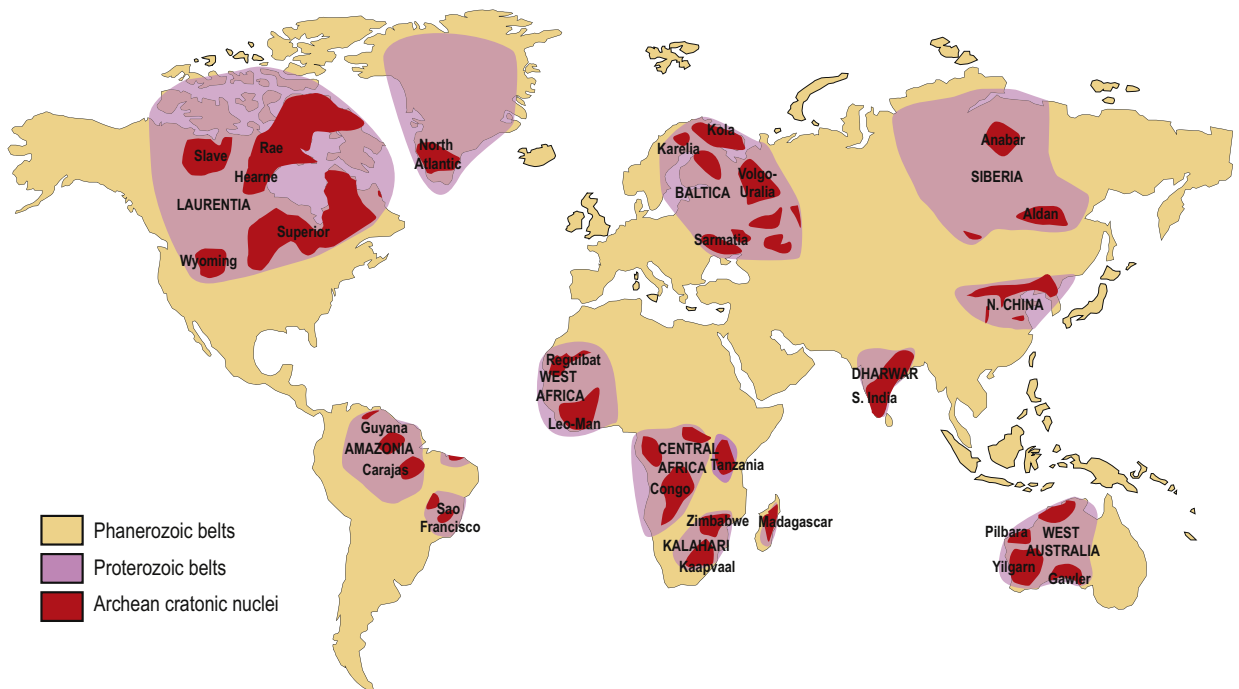 Slave
Rae
Hearne
LAURENTIA
Superior
Wyoming
North
Atlantic
Kola
Karelia
Volgo-
Uralia
BALTICA
Sarmatia
Anabar
SIBERIA
Aldan
N. CHINA
Reguibat
WEST
AFRICA
Leo-Man
DHARWAR
S. India
Guyana
AMAZONIA
Carajas
Sao
Francisco
CENTRAL
AFRICA
Tanzania
Congo
Zimbabwe
Madagascar
KALAHARI
Kaapvaal
Pilbara
WEST
AUSTRALIA
Yilgarn
Gawler
Phanerozoic belts
Proterozoic belts
Archean cratonic nuclei